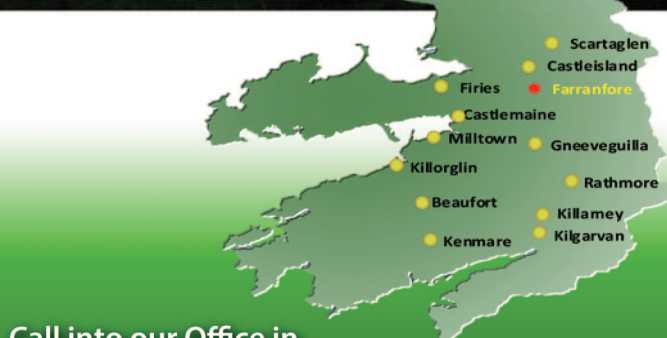 Scartaglen
Castleisland
Firies
Farranfore
Castlemaine
Milltown
Gneeveguilla
Killorglin
Rathmore
Beaufort
Killarney
Kenmare
Kilgarvan
Call into our Office in